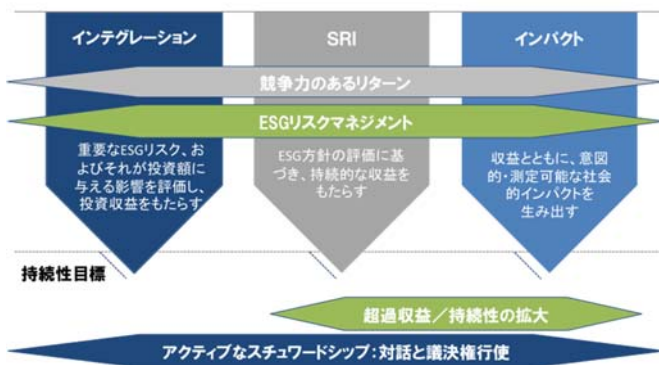 インテグレーション
SRI
インパクト
競争力のあるリターン
ESGリスクマネジメント
重要なESGリスク、お
よびそれが投資額に
与える影響を評価し、
投資収益をもたらす
ESG方針の評価に基
づき、持続的な収益を
もたらす
収益とともに、意図
的・測定可能な社会
的インパクトを
生み出す
持続性目標
超過収益／持続性の拡大
アクティブなスチュワードシップ：対話と議決権行使